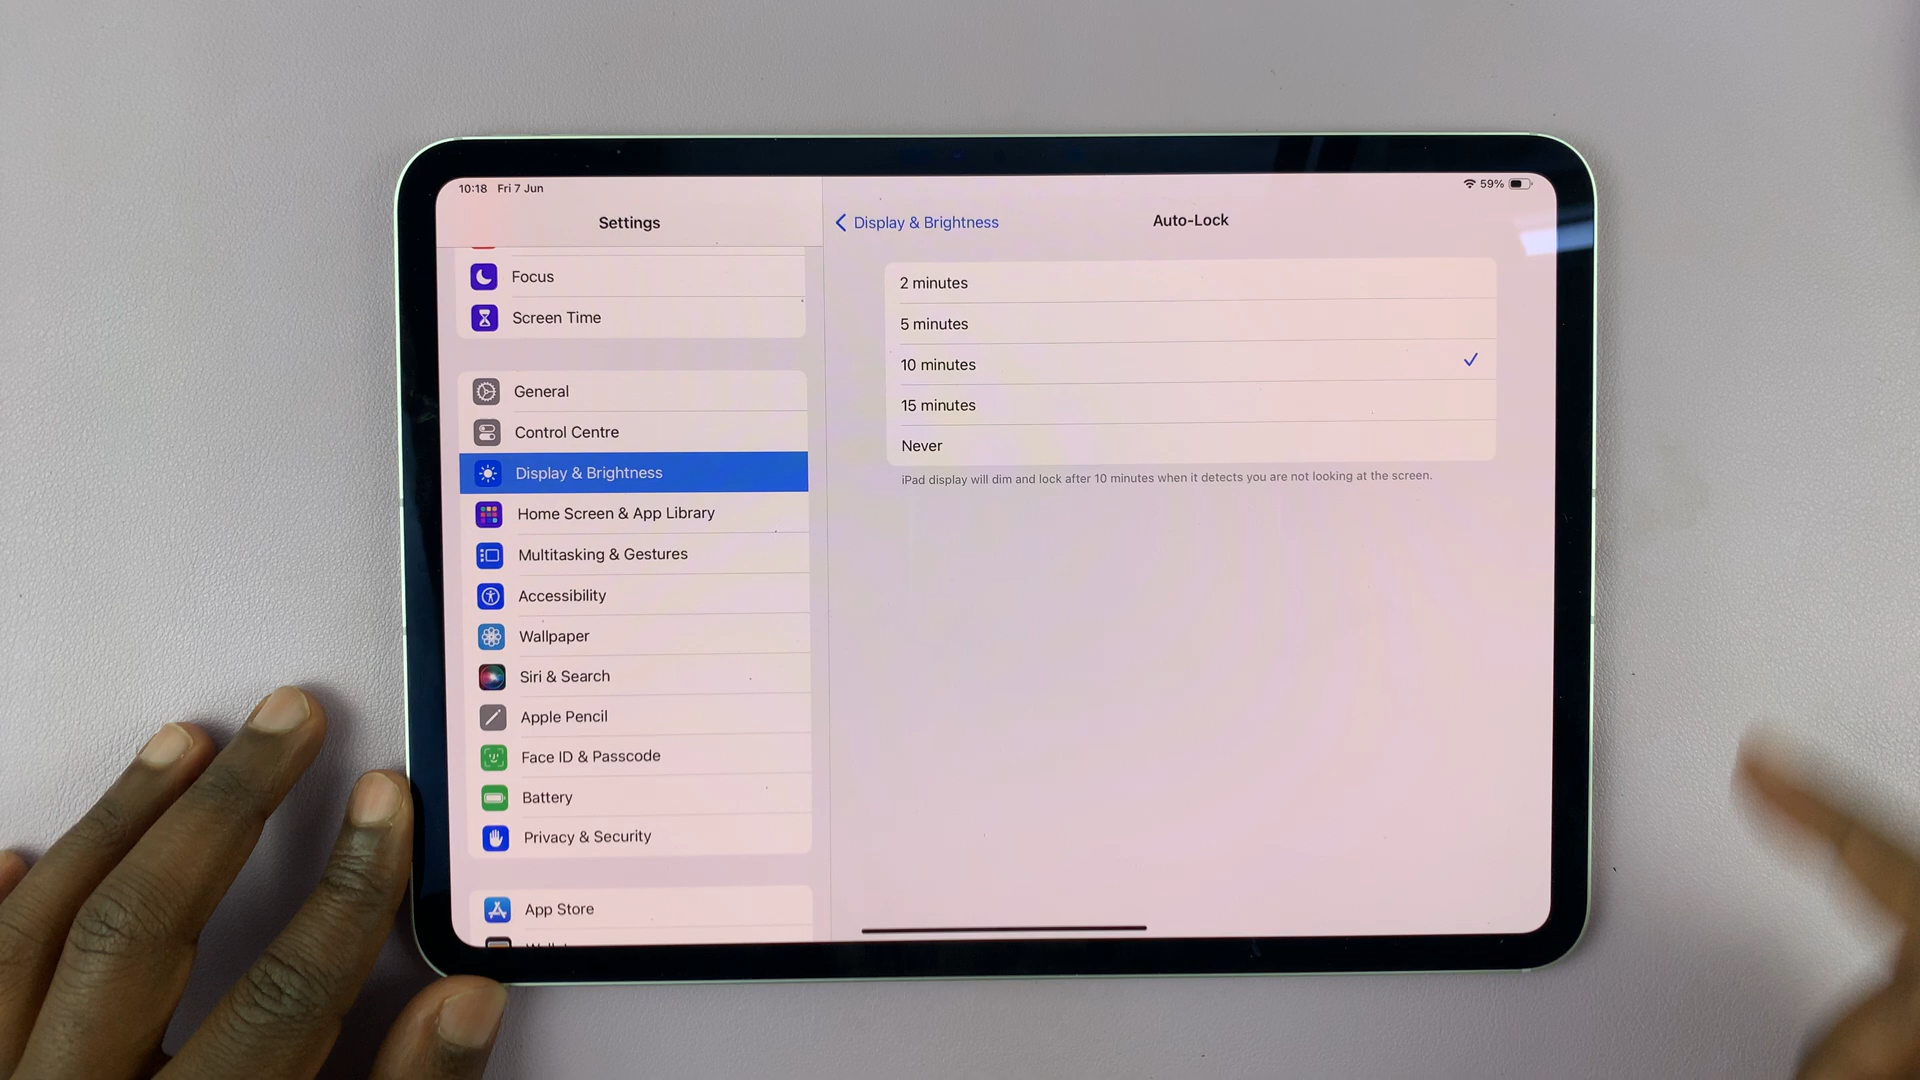 10:18 Fri 7 Jun
59%
Settings
Focus
Screen Time
General
Control Centre
Display & Brightness
Home Screen & App Library
Multitasking & Gestures
Accessibility
Wallpaper
Siri & Search
Apple Pencil
Face ID & Passcode
Battery
Privacy & Security
App Store
Display & Brightness
Auto-Lock
2 minutes
5 minutes
10 minutes
15 minutes
Never
iPad display will dim and lock after 10 minutes when it detects you are not looking at the screen.